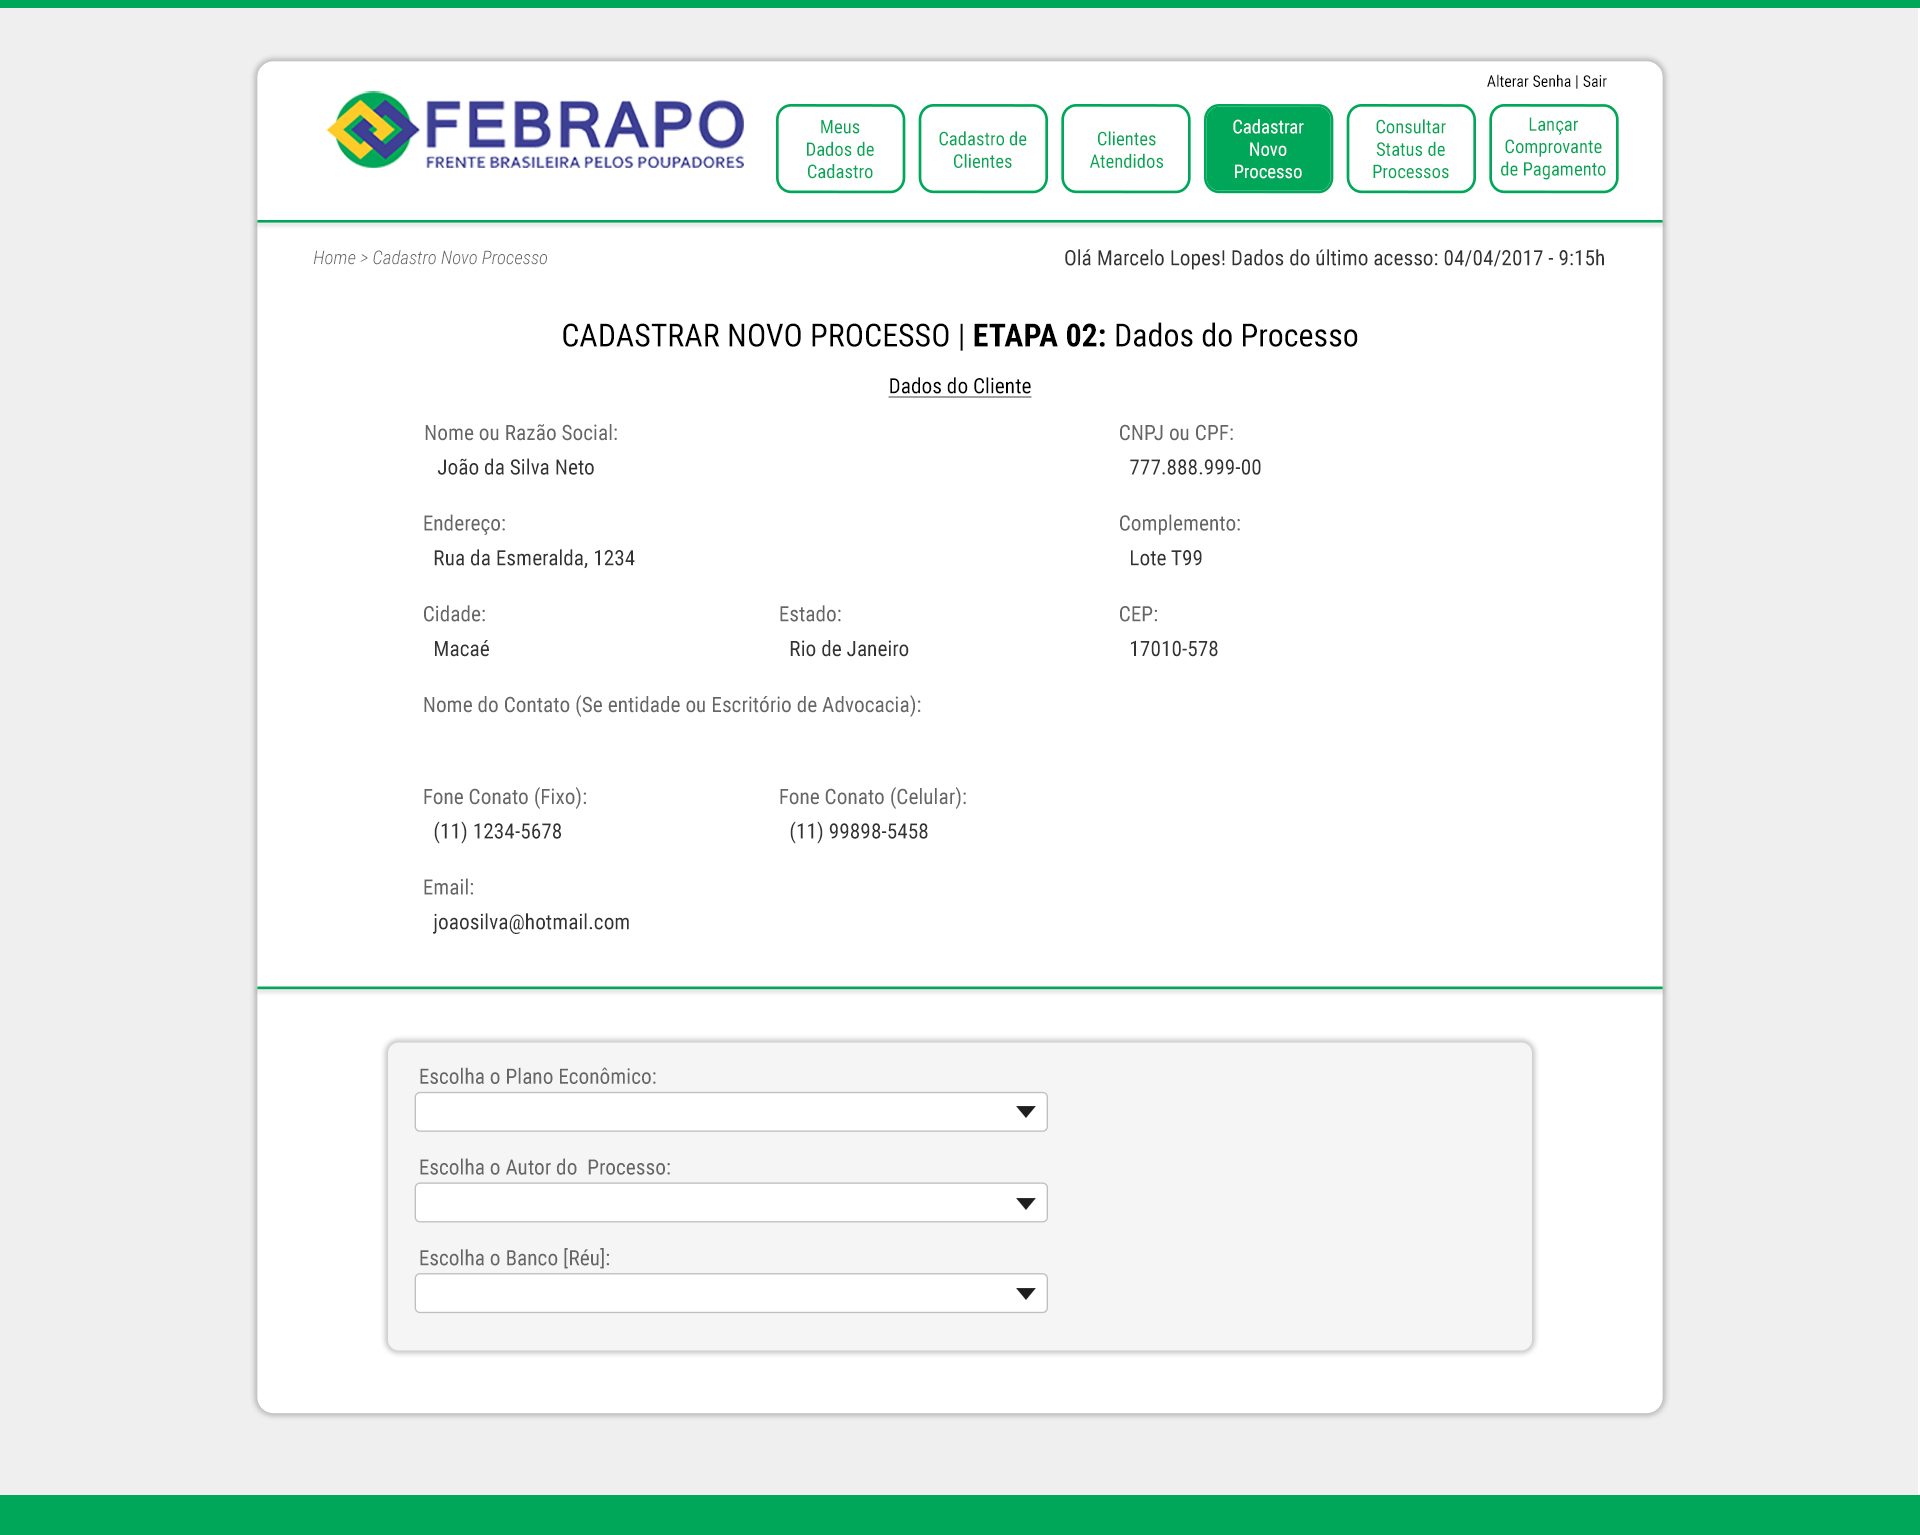 Alterar Senha | Sair
FEBRAPO
FRENTE BRASILEIRA PELOS POUPADORES
Meus
Dados de
Cadastro
Cadastro de
Clientes
Clientes
Atendidos
Cadastrar
Novo
Processo
Consultar
Status de
Processos
Lançar
Comprovante
de Pagamento
Home > Cadastro Novo Processo
Olá Marcelo Lopes! Dados do último acesso: 04/04/2017 - 9:15h
CADASTRAR NOVO PROCESSO | ETAPA 02: Dados do Processo
Dados do Cliente
Nome ou Razão Social:
João da Silva Neto
CNPJ ou CPF:
777.888.999-00
Endereço:
Rua da Esmeralda, 1234
Complemento:
Lote T99
Cidade:
Macaé
Estado:
Rio de Janeiro
CEP:
17010-578
Nome do Contato (Se entidade ou Escritório de Advocacia):
Fone Conato (Fixo):
(11) 1234-5678
Fone Conato (Celular):
(11) 99898-5458
Email:
joaosilva@hotmail.com
Escolha o Plano Econômico:
Escolha o Autor do  Processo:
Escolha o Banco [Réu]: